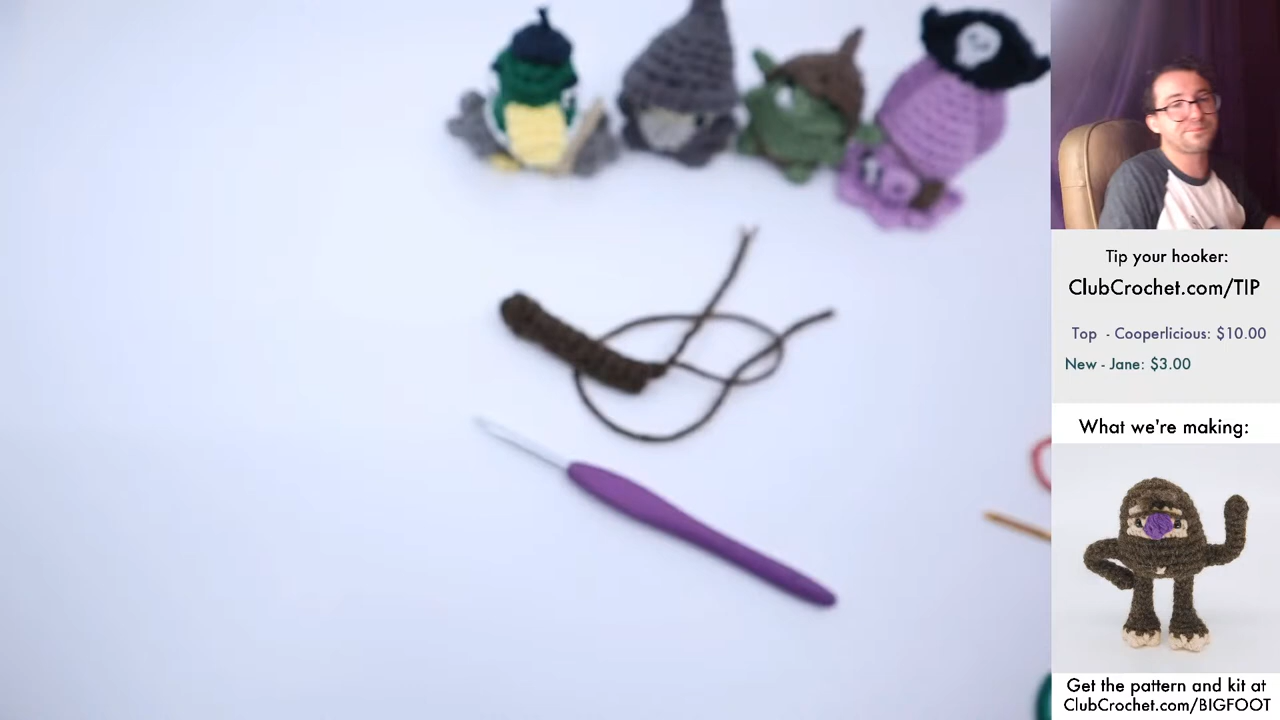 Tip your hooker:
ClubCrochet.com/TIP
Top - Cooperlicious: $10.00
New - Jane: $3.00
What we're making:
Get the pattern and kit at
ClubCrochet.com/BIGFOOT